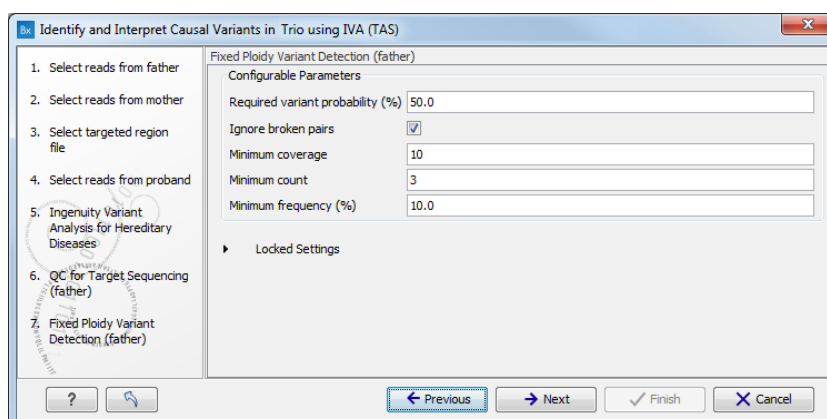 Bx Identify and Interpret Causal Variants in Trio using IVA (TAS)
1. Select reads from father
2. Select reads from mother
3. Select targeted region
file
4. Select reads from proband
5. Ingenuity Variant
Analysis for Hereditary
Diseases
6. QC for Target Sequencing
(father)
7. Fixed Ploidy Variant
Detection (father)
Fixed Ploidy Variant Detection (father)
Configurable Parameters
Required variant probability (%) 50.0
Ignore broken pairs
Minimum coverage 10
Minimum count 3
Minimum frequency (%) 10.0
Locked Settings
? Previous Next Finish Cancel